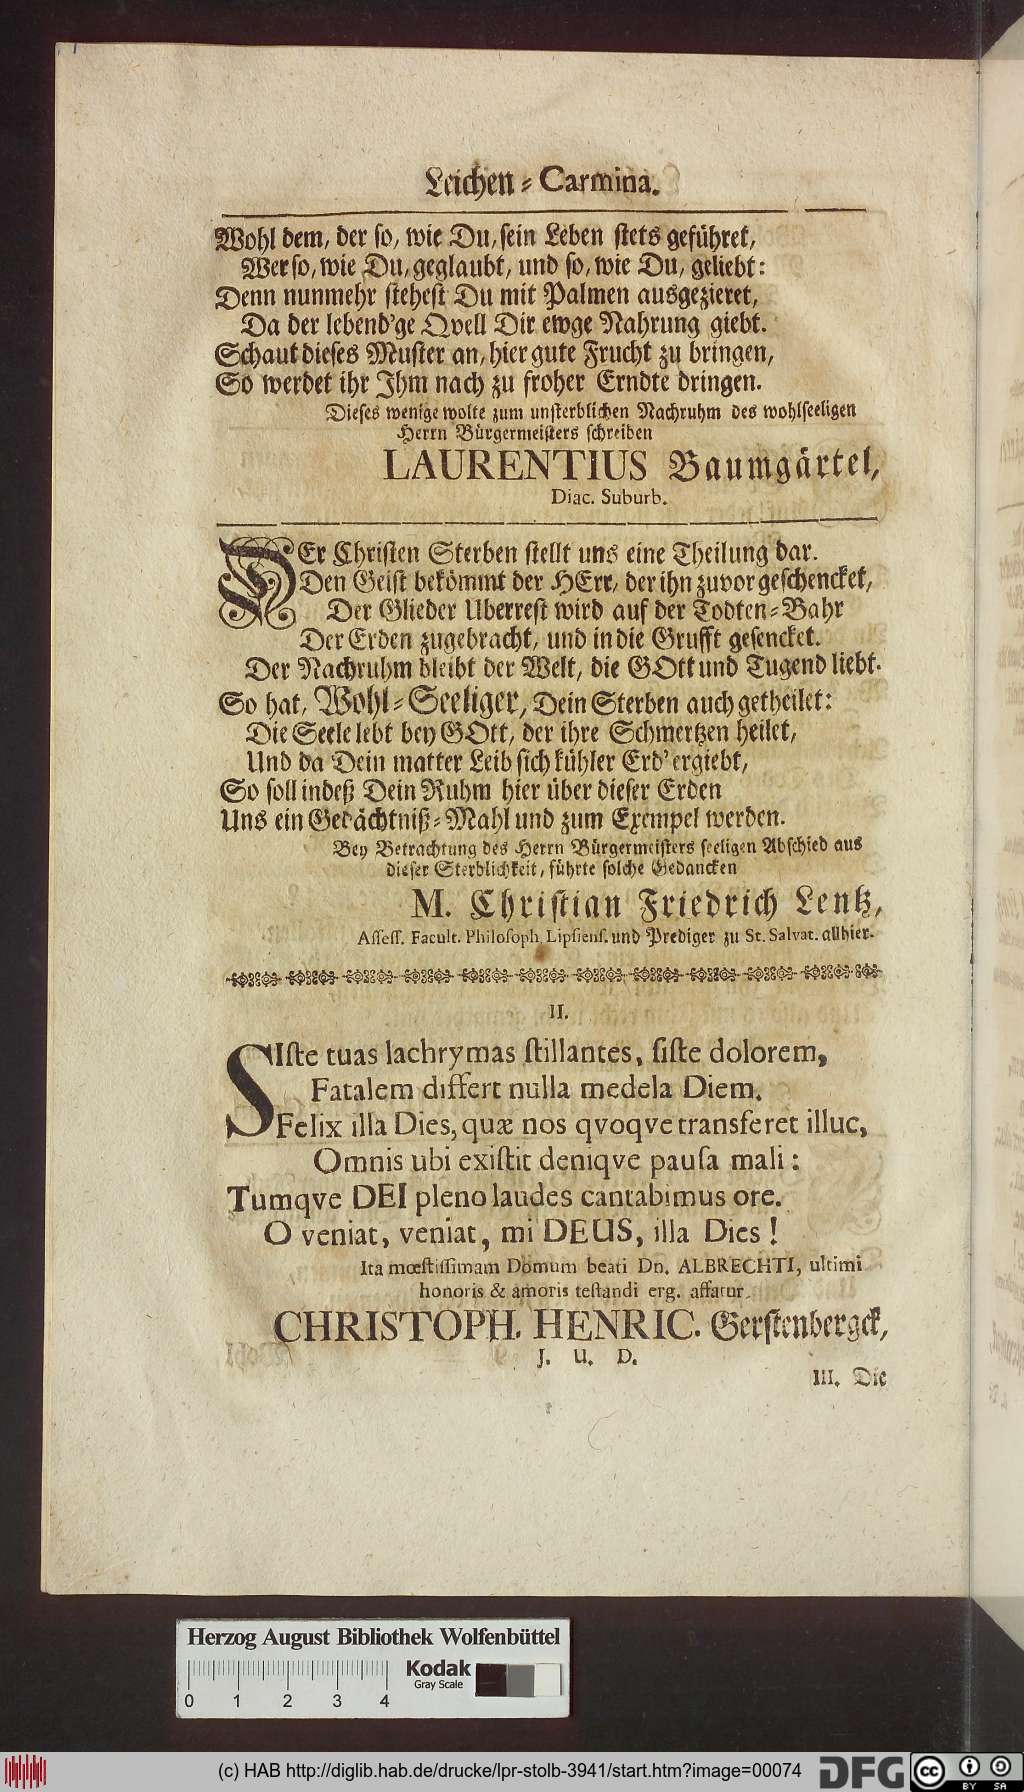 Leichen-Carmina.
Wohl dem, der so, wie Du, sein Leben stets geführet,
Wer so, wie Du, geglaubt, und so, wie Du, geliebt:
Denn nunmehr stehest Du mit Palmen ausgezieret,
Da der lebend'ge Qvell Dir ewge Nahrung giebt.
Schaut dieses Muster an, hier gute Frucht zu bringen,
So werdet ihr Jhm nach zu froher Erndte dringen.
Dieses wenige wolte zum unsterblichen Nachruhm des wohlseeligen
Herrn Bürgermeisters schreiben
LAURENTIUS Baumgärtel,
Diac. Suburb.
DEr Christen Sterben stellt uns eine Theilung dar.
Den Geist bekömmt der HErr, der ihn zuvor geschencket,
Der Glieder Uberrest wird auf der Todten-Bahr
Der Erden zugebracht, und in die Grufft gesencket.
Der Nachruhm bleibt der Welt, die GOtt und Tugend liebt.
So hat, Wohl-Seeliger, Dein Sterben auch getheilet:
Die Seele lebt bey GOtt, der ihre Schmertzen heilet,
Und da Dein matter Leib sich kühler Erd' ergiebt,
So soll indeß Dein Ruhm hier über dieser Erden
Uns ein Gedächtniß-Mahl und zum Exempel werden.
Bey Betrachtung des Herrn Bürgermeisters seeligen Abschied aus
dieser Sterblichkeit, führte solche Gedancken
M. Christian Friedrich Lentz,
Assess. Facult. Philosoph. Lipsiens. und Prediger zu St. Salvat. allhier.
II.
SIste tuas lachrymas stillantes, siste dolorem,
Fatalem differt nulla medela Diem.
Felix illa Dies, quæ nos qvoqve transferet illuc,
Omnis ubi existit deniqve pausa mali:
Tumqve DEI pleno laudes cantabimus ore.
O veniat, veniat, mi DEUS, illa Dies!
Ita mœstissimam Domum beati Dn. ALBRECHTI, ultimi
honoris & amoris testandi erg. affatur
CHRISTOPH. HENRIC. Gerstenbergck,
J. U. D.
III. Die
Herzog August Bibliothek Wolfenbüttel
Kodak
Gray Scale
0 1 2 3 4
(c) HAB http://diglib.hab.de/drucke/lpr-stolb-3941/start.htm?image=00074
DFG
cc
BY SA